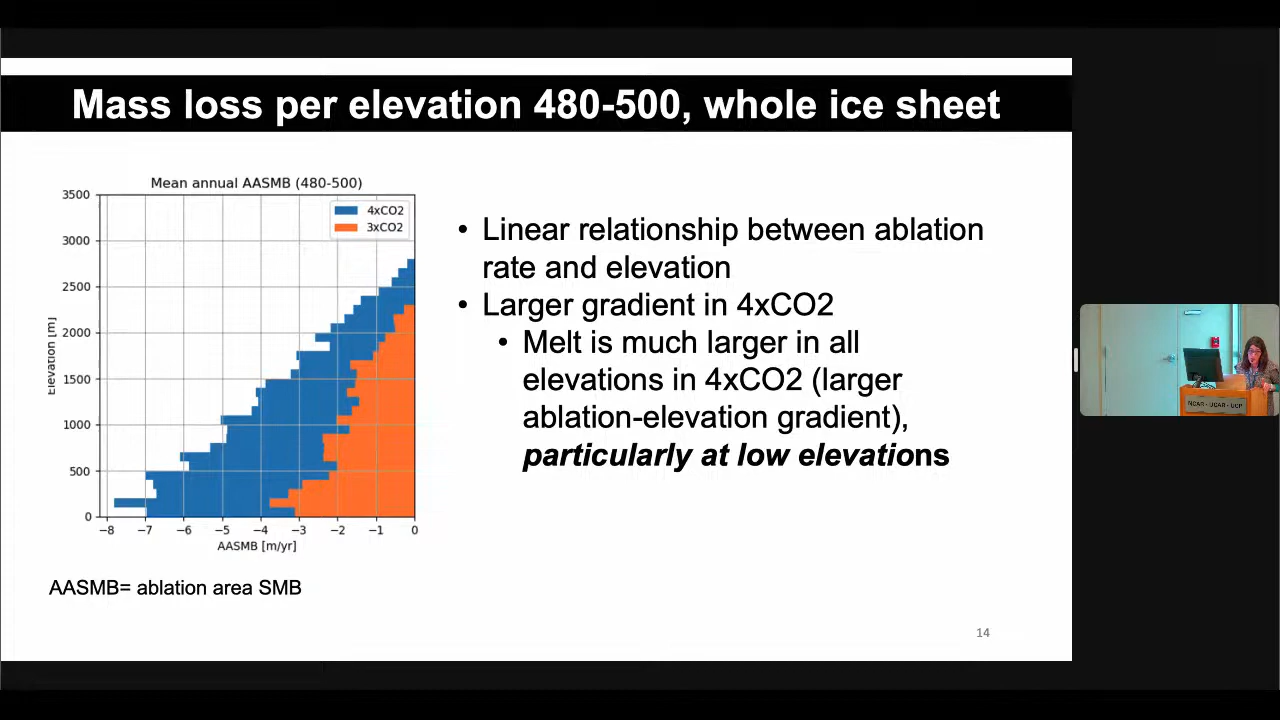 Mass loss per elevation 480-500, whole ice sheet
Mean annual AASMB (480-500)
4xCO2
3xCO2
3500
3000
2500
2000
1500
1000
500
0
Elevation [m]
−8 −7 −6 −5 −4 −3 −2 −1 0
AASMB [m/yr]
AASMB= ablation area SMB
• Linear relationship between ablation
rate and elevation
• Larger gradient in 4xCO2
• Melt is much larger in all
elevations in 4xCO2 (larger
ablation-elevation gradient),
particularly at low elevations
14
NCAR - UCAR - UCP